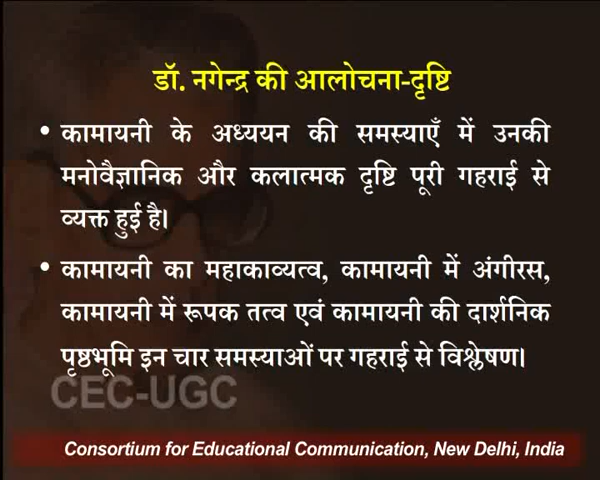 डॉ. नगेन्द्र की आलोचना-दृष्टि
• कामायनी के अध्ययन की समस्याएँ में उनकी
मनोवैज्ञानिक और कलात्मक दृष्टि पूरी गहराई से
व्यक्त हुई है।
• कामायनी का महाकाव्यत्व, कामायनी में अंगीरस,
कामायनी में रूपक तत्व एवं कामायनी की दार्शनिक
पृष्ठभूमि इन चार समस्याओं पर गहराई से विश्लेषण।
CEC-UGC
Consortium for Educational Communication, New Delhi, India